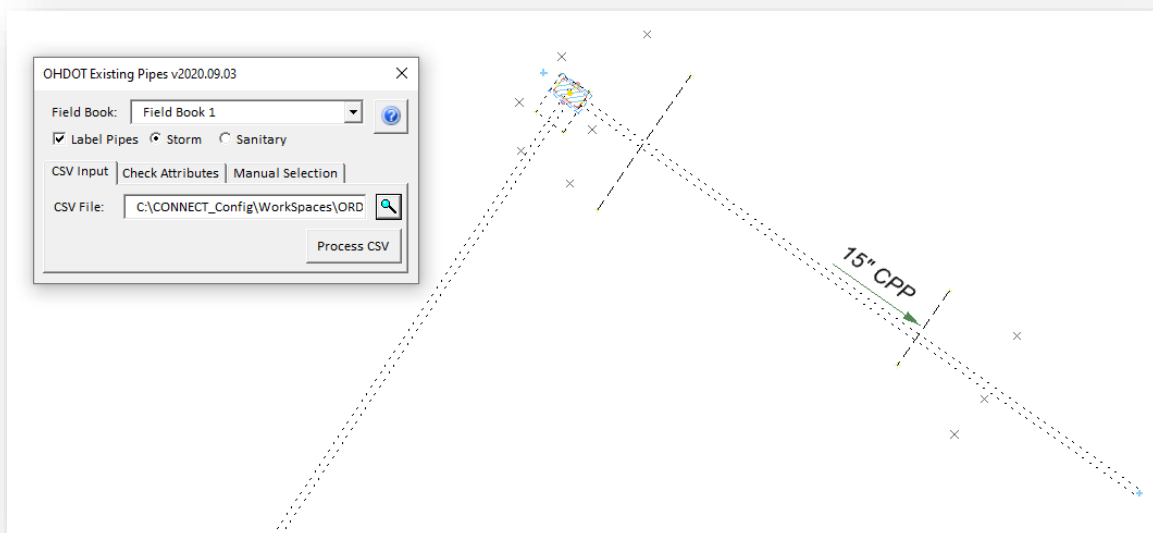 OHDOT Existing Pipes v2020.09.03
Field Book: Field Book 1
Label Pipes Storm Sanitary
CSV Input Check Attributes Manual Selection
CSV File: C:\CONNECT_Config\WorkSpaces\ORD
Process CSV
15" CPP